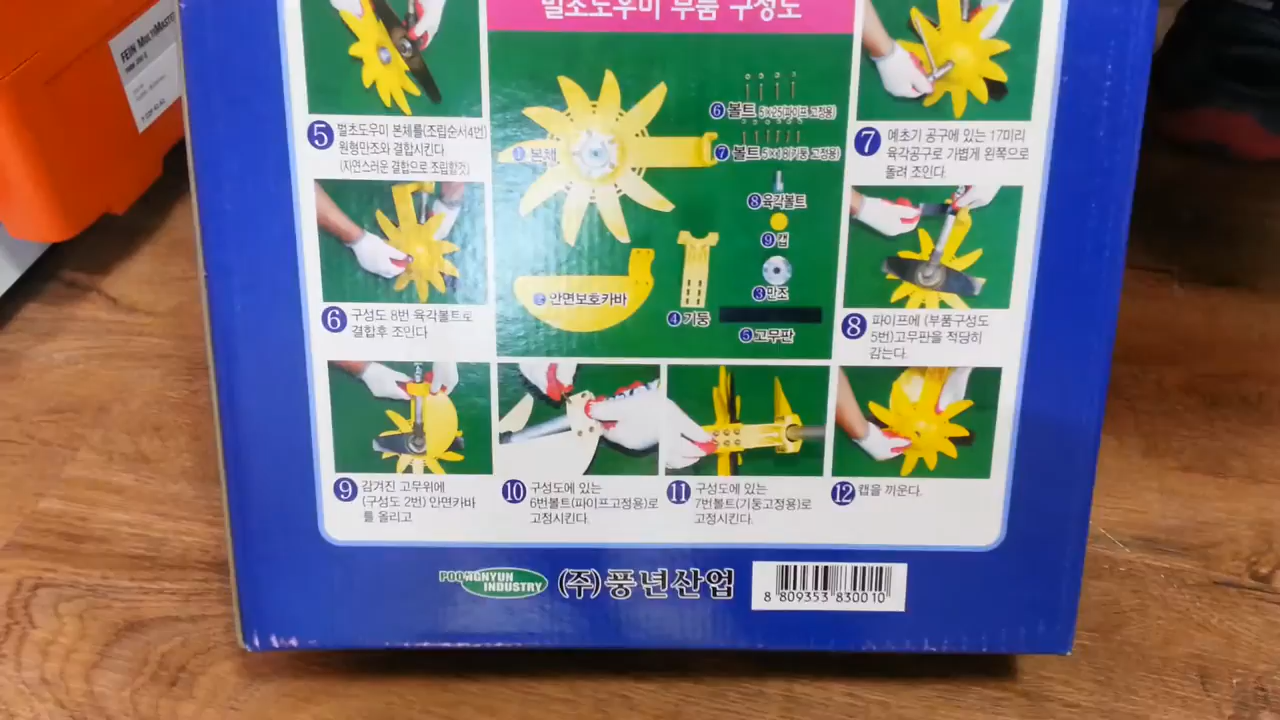 FEIN MULTIMASTER
벌초도우미 부품 구성도
5 벌초도우미 본체를(조립순서4번)
원형만조와 결합시킨다.
(자연스러운 결합으로 조립할것)
6 구성도 8번 육각볼트로
결합후 조인다
1 본체
2 안면보호카바
6 볼트 5×25(파이프 고정용)
7 볼트 5×18(기둥 고정용)
8 육각볼트
9 캡
3 만조
4 기둥
5 고무판
7 예초기 공구에 있는 17미리
육각공구로 가볍게 왼쪽으로
돌려 조인다.
8 파이프에 (부품구성도
5번)고무판을 적당히
감는다.
9 감겨진 고무위에
(구성도 2번) 안면카바
를 올리고
10 구성도에 있는
6번볼트(파이프고정용)로
고정시킨다.
11 구성도에 있는
7번볼트(기둥고정용)로
고정시킨다.
12 캡을 끼운다.
POONGNYUN
INDUSTRY
(주)풍년산업
8 809353 830010